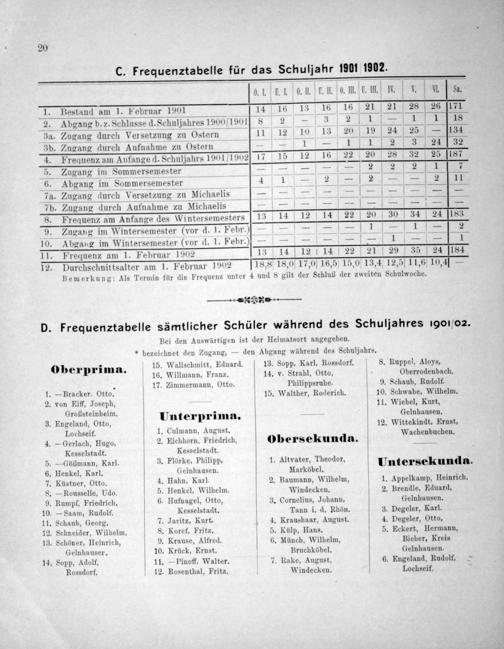 20
C. Frequenztabelle für das Schuljahr 1901/1902.
O. I. U. I. O. II. U. II. O. III. U. III. IV. V. VI. Sa.
1. Bestand am 1. Februar 1901 14 16 13 16 16 21 21 28 26 171
2. Abgang b. z. Schlusse d. Schuljahres 1900/1901 8 2 — 3 2 1 — 1 1 18
3a. Zugang durch Versetzung zu Ostern 11 12 10 13 20 19 24 25 — 134
3b. Zugang durch Aufnahme zu Ostern — — 1 — 1 1 2 3 24 32
4. Frequenz am Anfange d. Schuljahrs 1901/1902 17 15 12 16 22 20 28 32 25 187
5. Zugang im Sommersemester — — — — — 2 2 2 1 7
6. Abgang im Sommersemester 4 1 — 2 — 2 — — 2 11
7a. Zugang durch Versetzung zu Michaelis — — — — — — — — — —
7b. Zugang durch Aufnahme zu Michaelis — — — — — — — — — —
8. Frequenz am Anfange des Wintersemesters 13 14 12 14 22 20 30 34 24 183
9. Zugang im Wintersemester (vor d. 1. Febr.) — — — — — 1 — 1 — 2
10. Abgang im Wintersemester (vor d. 1. Febr.) — — — — — — 1 — — 1
11. Frequenz am 1. Februar 1902 13 14 12 14 22 21 29 35 24 184
12. Durchschnittsalter am 1. Februar 1902 18,8 18,0 17,0 16,5 15,0 13,4 12,5 11,6 10,4 —
Bemerkung: Als Termin für die Frequenz unter 4 und 8 gilt der Schluß der zweiten Schulwoche.
D. Frequenztabelle sämtlicher Schüler während des Schuljahres 1901/02.
Bei den Auswärtigen ist der Heimatsort angegeben.
* bezeichnet den Zugang, — den Abgang während des Schuljahrs.
Oberprima.
1. —Bracker. Otto.
2. von Eiff, Joseph,
Großsteinheim.
3. Engeland, Otto,
Lochseif.
4. —Gerlach, Hugo,
Kesselstadt.
5. —Gößmann, Karl.
6. Henkel, Karl.
7. Küstner, Otto.
8. —Rousselle, Udo.
9. Rumpf, Friedrich.
10. —Saam, Rudolf.
11. Schaub, Georg.
12. Schneider, Wilhelm.
13. Schöner, Heinrich,
Gelnhauser.
14. Sopp, Adolf,
Rossdorf.
15. Wallschmitt, Eduard.
16. Willmann, Franz.
17. Zimmermann, Otto.
Unterprima.
1. Culmann, August.
2. Eichhorn, Friedrich,
Kesselstadt.
3. Flörke, Philipp,
Gelnhausen.
4. Hahn. Karl.
5. Henkel, Wilhelm.
6. Hufnagel, Otto,
Kesselstadt.
7. Jaritz, Kurt.
8. Koref, Fritz.
9. Krause, Alfred.
10. Krück, Ernst.
11. —Pinoff, Walter.
12. Rosenthal, Fritz.
13. Sopp, Karl, Rossdorf.
14. v. Strahl, Otto,
Philippsruhe.
15. Walther, Roderich.
Obersekunda.
1. Altvater, Theodor,
Marköbel.
2. Baumann, Wilhelm,
Windecken.
3. Cornelius, Johann,
Tann i. d. Rhön.
4. Kraushaar, August.
5. Külp, Hans.
6. Münch, Wilhelm,
Bruchköbel.
7. Rake, August,
Windecken.
8. Ruppel, Aloys,
Oberrodenbach.
9. Schaub, Rudolf.
10. Schwabe, Wilhelm.
11. Wiebel, Kurt,
Gelnhausen.
12. Wittekindt, Ernst,
Wachenbuchen.
Untersekunda.
1. Appelkamp, Heinrich.
2. Brendle, Eduard,
Gelnhausen.
3. Degeler, Karl.
4. Degeler, Otto,
5. Eckert, Hermann,
Bieber, Kreis
Gelnhausen.
6. Engeland, Rudolf.
Lochseif.